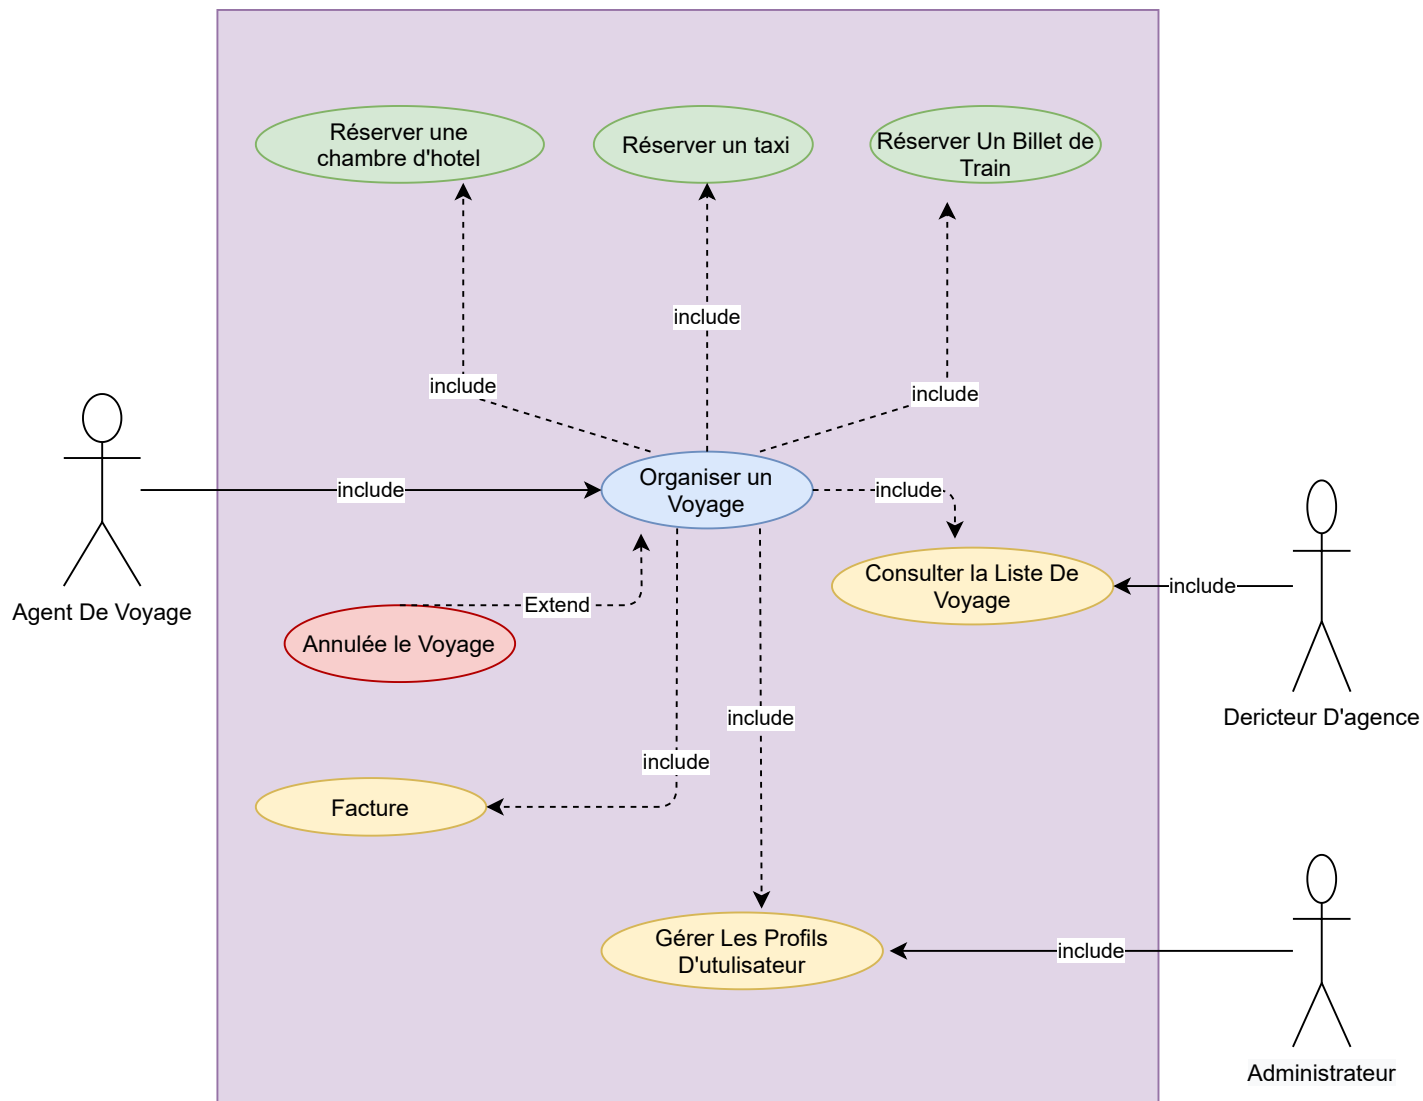 Réserver une
chambre d'hotel
Réserver un taxi
Réserver Un Billet de
Train
include
include
include
Organiser un
Voyage
include
include
Consulter la Liste De
Voyage
include
Agent De Voyage
Extend
Annulée le Voyage
include
Dericteur D'agence
include
Facture
Gérer Les Profils
D'utulisateur
include
Administrateur